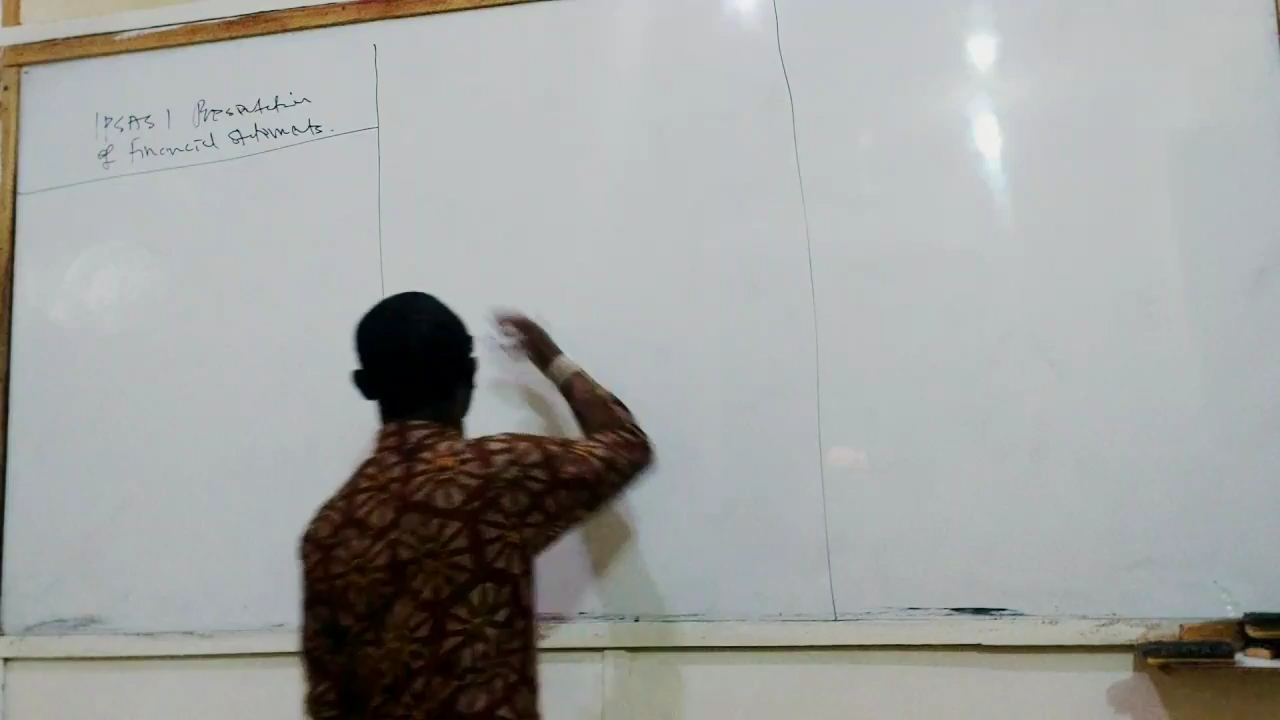 IPSAS 1 Presentation
of financial statements.